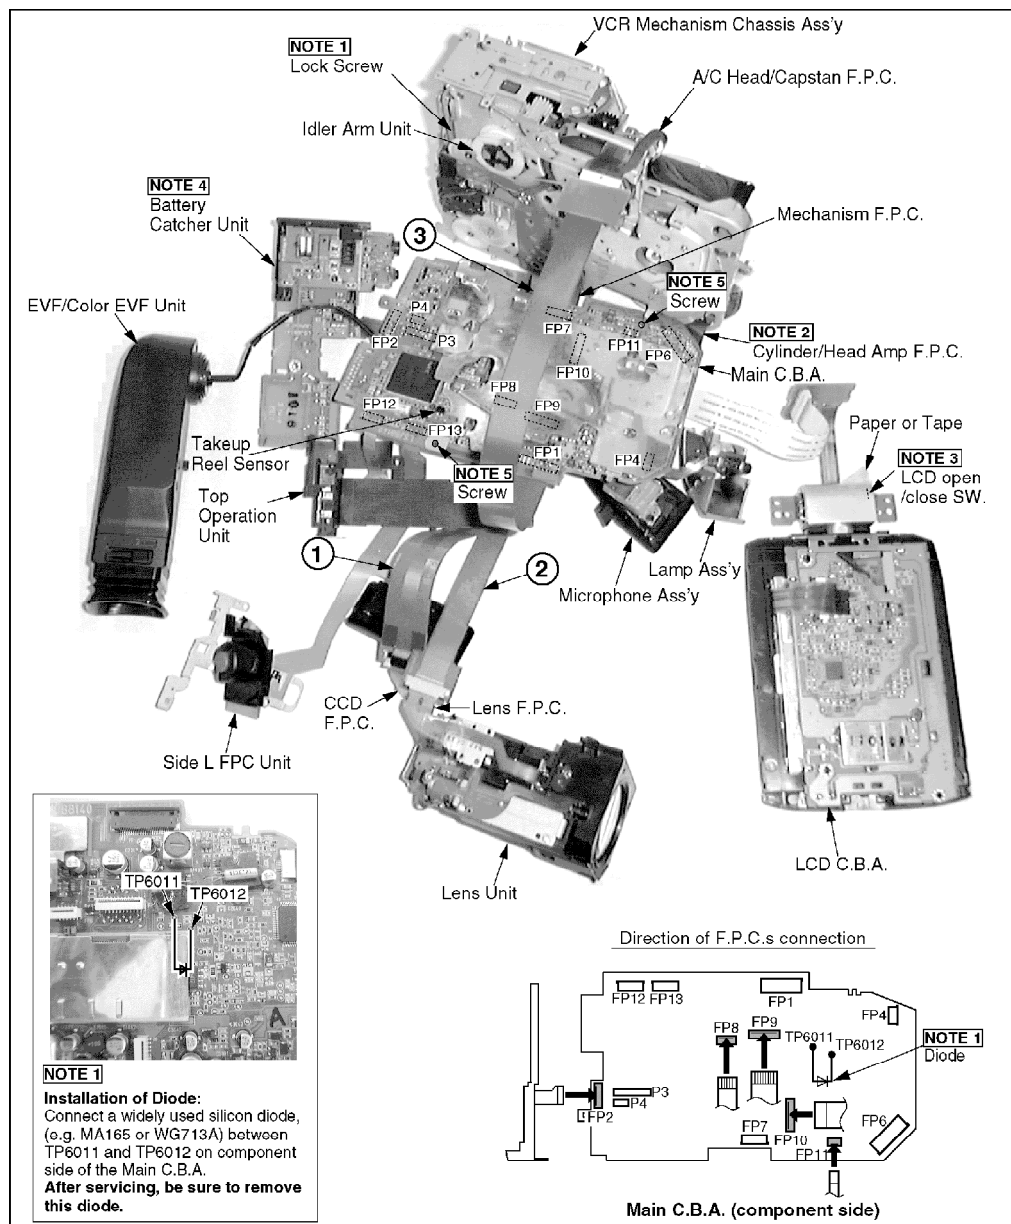 VCR Mechanism Chassis Ass'y
NOTE 1
Lock Screw
A/C Head/Capstan F.P.C.
Idler Arm Unit
NOTE 4
Battery
Catcher Unit
Mechanism F.P.C.
3
NOTE 5
Screw
EVF/Color EVF Unit
P4
FP2
P3
FP7
FP11
FP6
NOTE 2
Cylinder/Head Amp F.P.C.
Main C.B.A.
FP10
FP8
FP12
FP9
FP13
FP1
FP4
Takeup
Reel Sensor
NOTE 5
Screw
Paper or Tape
NOTE 3
LCD open
/close SW.
Top
Operation
Unit
1
2
Lamp Ass'y
Microphone Ass'y
CCD
F.P.C.
Lens F.P.C.
Side L FPC Unit
Lens Unit
LCD C.B.A.
TP6011
TP6012
A
NOTE 1
Installation of Diode:
Connect a widely used silicon diode,
(e.g. MA165 or WG713A) between
TP6011 and TP6012 on component
side of the Main C.B.A.
After servicing, be sure to remove
this diode.
Direction of F.P.C.s connection
FP12
FP13
FP1
FP4
FP8
FP9
TP6011
TP6012
NOTE 1
Diode
P3
P4
FP2
FP7
FP10
FP6
FP11
Main C.B.A. (component side)